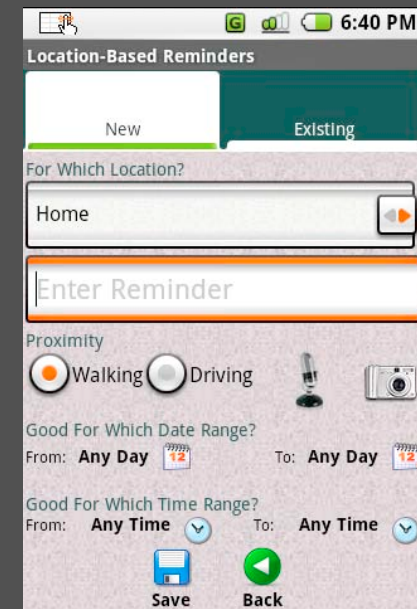 G 6:40 PM
Location-Based Reminders
New Existing
For Which Location?
Home
Enter Reminder
Proximity
Walking Driving
Good For Which Date Range?
From: Any Day 12 To: Any Day 12
Good For Which Time Range?
From: Any Time To: Any Time
Save Back